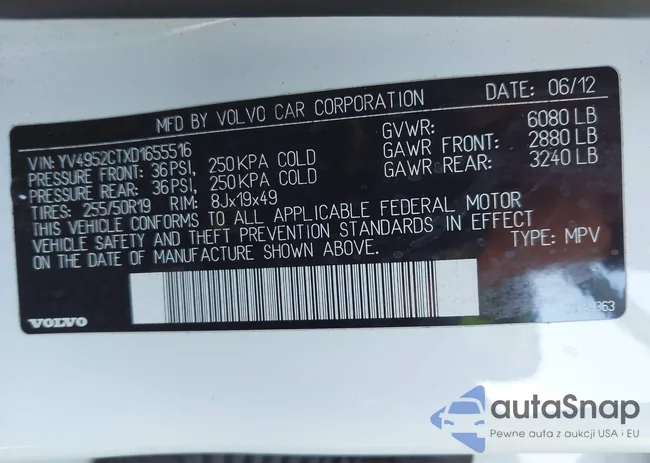 MFD BY VOLVO CAR CORPORATION DATE: 06/12
VIN: YV4952CTXD1655516 GVWR: 6080 LB
PRESSURE FRONT: 36PSI, 250KPA COLD GAWR FRONT: 2880 LB
PRESSURE REAR: 36PSI, 250 KPA COLD GAWR REAR: 3240 LB
TIRES: 255/50R19 RIM: 8Jx19x49
THIS VEHICLE CONFORMS TO ALL APPLICABLE FEDERAL MOTOR
VEHICLE SAFETY AND THEFT PREVENTION STANDARDS IN EFFECT
ON THE DATE OF MANUFACTURE SHOWN ABOVE. TYPE: MPV
VOLVO
autoSnap
Pewne auta z aukcji USA i EU